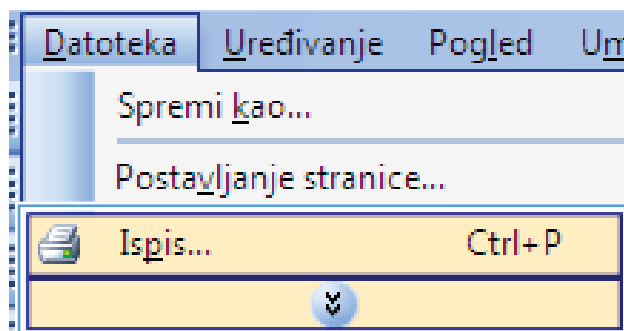 Datoteka Uređivanje Pogled Um
Spremi kao...
Postavljanje stranice...
Ispis... Ctrl+P